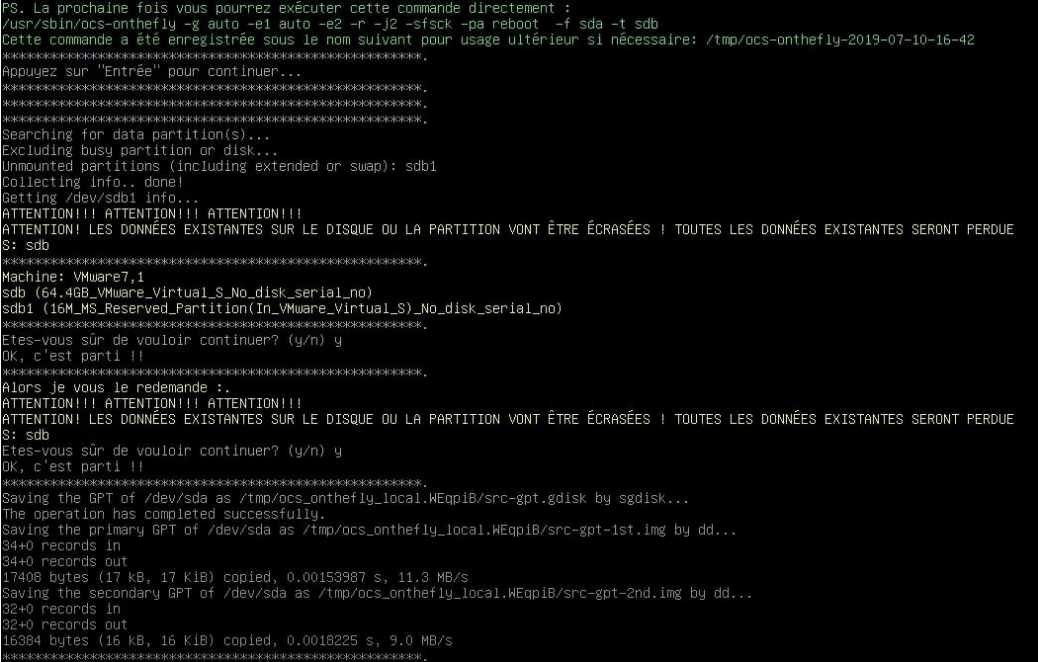 PS. La prochaine fois vous pourrez exécuter cette commande directement :
/usr/sbin/ocs-onthefly -g auto -e1 auto -e2 -r -j2 -sfsck -pa reboot  -f sda -t sdb
Cette commande a été enregistrée sous le nom suivant pour usage ultérieur si nécessaire: /tmp/ocs-onthefly-2019-07-10-16-42
*****************************************************.
Appuyez sur "Entrée" pour continuer...
*****************************************************.
*****************************************************.
*****************************************************.
Searching for data partition(s)...
Excluding busy partition or disk...
Unmounted partitions (including extended or swap): sdb1
Collecting info.. done!
Getting /dev/sdb1 info...
ATTENTION!!! ATTENTION!!! ATTENTION!!!
ATTENTION! LES DONNÉES EXISTANTES SUR LE DISQUE OU LA PARTITION VONT ÊTRE ÉCRASÉES ! TOUTES LES DONNÉES EXISTANTES SERONT PERDUE
S: sdb
*****************************************************.
Machine: VMware7,1
sdb (64.4GB_VMware_Virtual_S_No_disk_serial_no)
sdb1 (16M_MS_Reserved_Partition(In_VMware_Virtual_S)_No_disk_serial_no)
*****************************************************.
Etes-vous sûr de vouloir continuer? (y/n) y
OK, c'est parti !!
*****************************************************.
Alors je vous le redemande :.
ATTENTION!!! ATTENTION!!! ATTENTION!!!
ATTENTION! LES DONNÉES EXISTANTES SUR LE DISQUE OU LA PARTITION VONT ÊTRE ÉCRASÉES ! TOUTES LES DONNÉES EXISTANTES SERONT PERDUE
S: sdb
Etes-vous sûr de vouloir continuer? (y/n) y
OK, c'est parti !!
*****************************************************.
Saving the GPT of /dev/sda as /tmp/ocs_onthefly_local.WEqpiB/src-gpt.gdisk by sgdisk...
The operation has completed successfully.
Saving the primary GPT of /dev/sda as /tmp/ocs_onthefly_local.WEqpiB/src-gpt-1st.img by dd...
34+0 records in
34+0 records out
17408 bytes (17 kB, 17 KiB) copied, 0.00153987 s, 11.3 MB/s
Saving the secondary GPT of /dev/sda as /tmp/ocs_onthefly_local.WEqpiB/src-gpt-2nd.img by dd...
32+0 records in
32+0 records out
16384 bytes (16 kB, 16 KiB) copied, 0.0018225 s, 9.0 MB/s
*****************************************************.